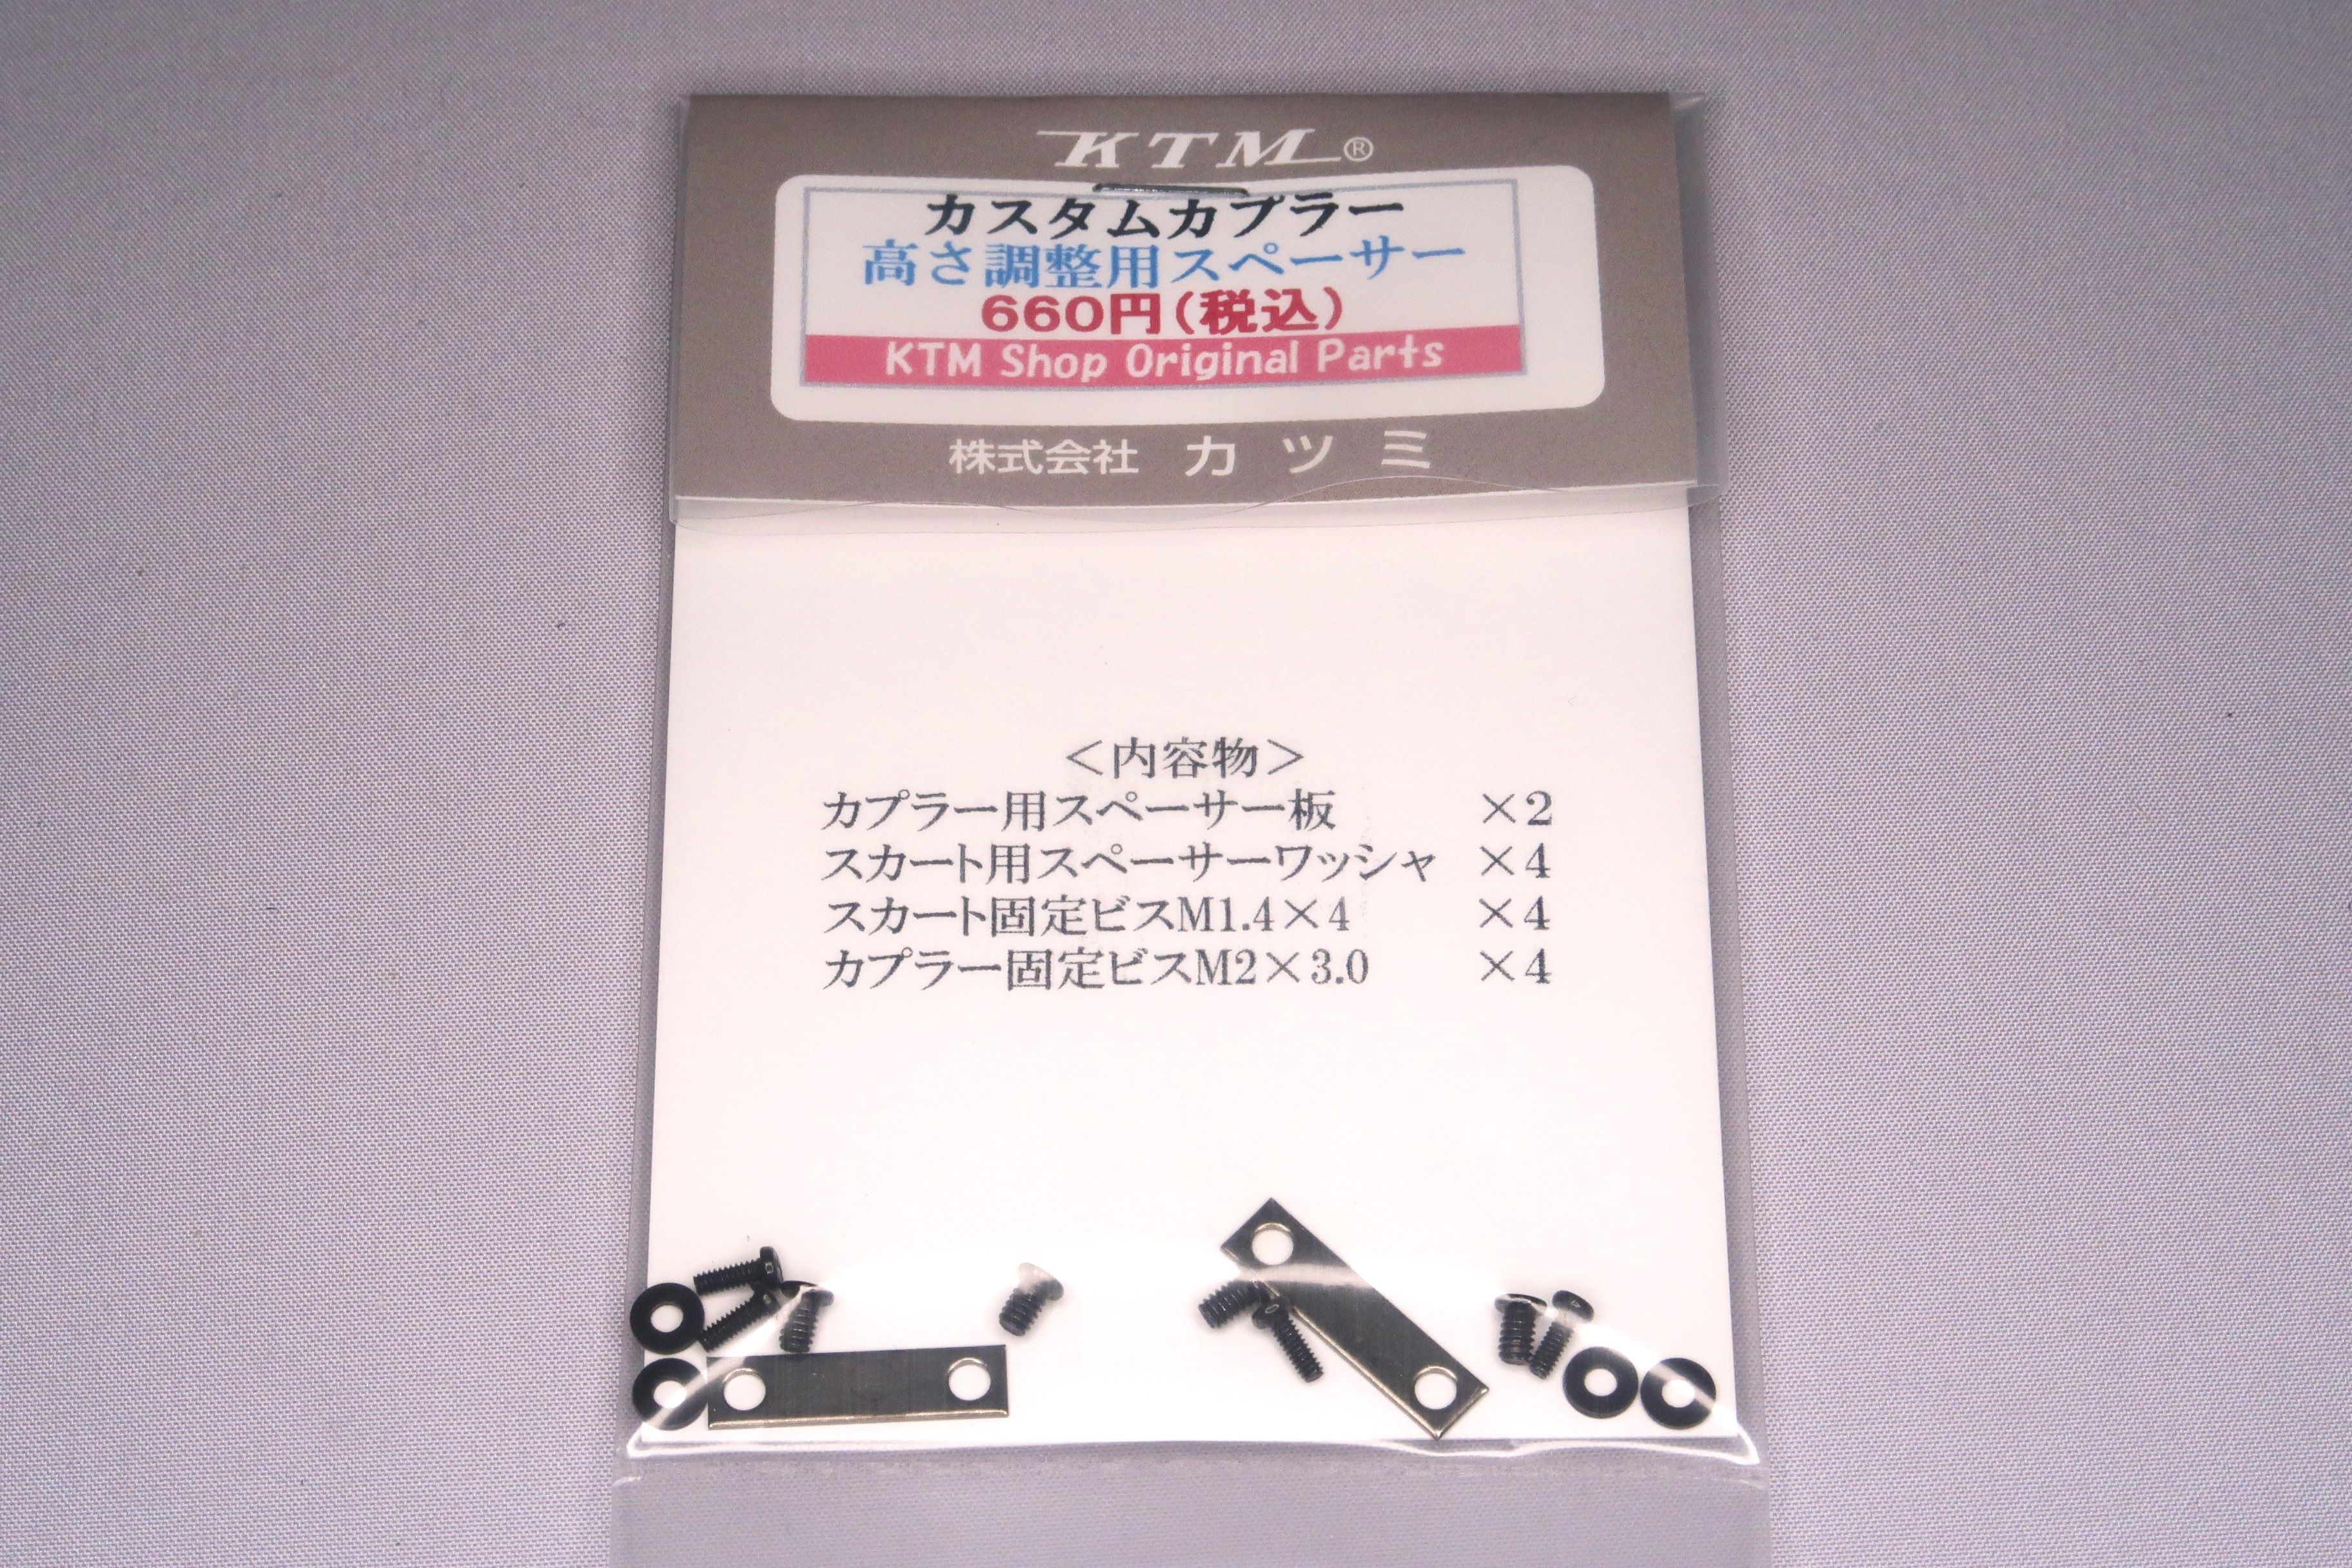 KTM®
カスタムカプラー
高さ調整用スペーサー
660円(税込)
KTM Shop Original Parts
株式会社 カツミ
<内容物>
カプラー用スペーサー板 ×2
スカート用スペーサーワッシャ ×4
スカート固定ビスM1.4×4 ×4
カプラー固定ビスM2×3.0 ×4